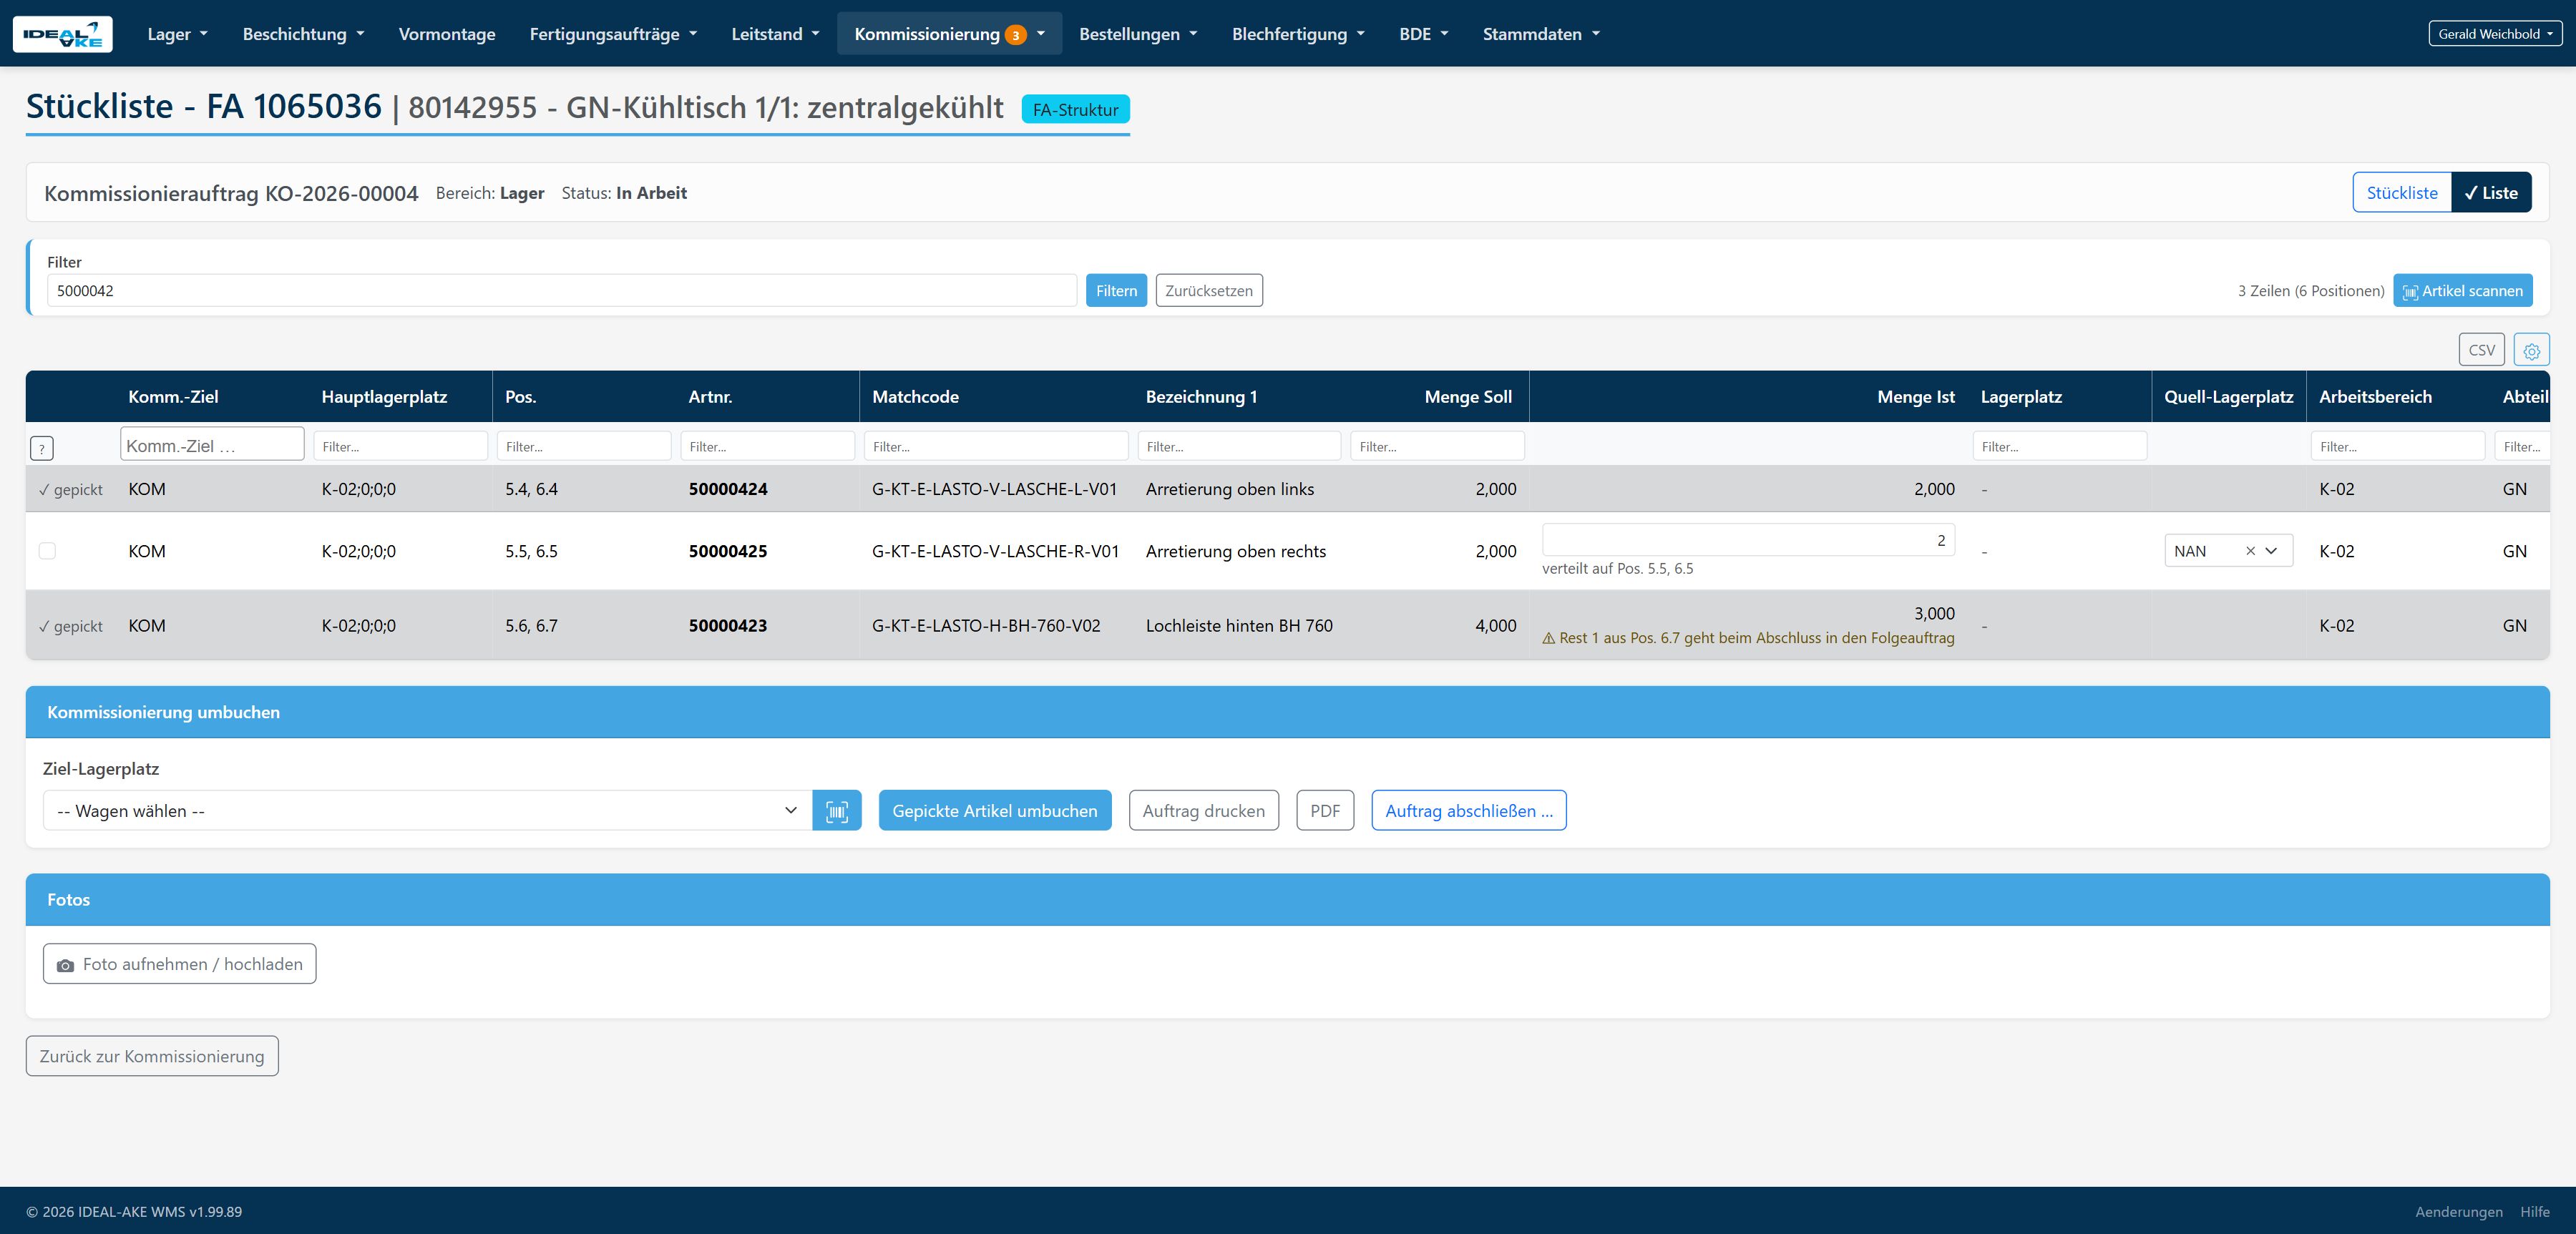 IDEAL AKE
Lager Beschichtung Vormontage Fertigungsaufträge Leitstand Kommissionierung 3 Bestellungen Blechfertigung BDE Stammdaten Gerald Weichbold
Stückliste - FA 1065036 | 80142955 - GN-Kühltisch 1/1: zentralgekühlt FA-Struktur
Kommissionierauftrag KO-2026-00004 Bereich: Lager Status: In Arbeit Stückliste ✓ Liste
Filter
5000042 Filtern Zurücksetzen 3 Zeilen (6 Positionen) Artikel scannen
CSV
Komm.-Ziel Hauptlagerplatz Pos. Artnr. Matchcode Bezeichnung 1 Menge Soll Menge Ist Lagerplatz Quell-Lagerplatz Arbeitsbereich Abteil
? Komm.-Ziel … Filter... Filter... Filter... Filter... Filter... Filter... Filter... Filter... Filter...
✓ gepickt KOM K-02;0;0;0 5.4, 6.4 50000424 G-KT-E-LASTO-V-LASCHE-L-V01 Arretierung oben links 2,000 2,000 - K-02 GN
KOM K-02;0;0;0 5.5, 6.5 50000425 G-KT-E-LASTO-V-LASCHE-R-V01 Arretierung oben rechts 2,000 2 - NAN × K-02 GN
verteilt auf Pos. 5.5, 6.5
✓ gepickt KOM K-02;0;0;0 5.6, 6.7 50000423 G-KT-E-LASTO-H-BH-760-V02 Lochleiste hinten BH 760 4,000 3,000 - K-02 GN
⚠ Rest 1 aus Pos. 6.7 geht beim Abschluss in den Folgeauftrag
Kommissionierung umbuchen
Ziel-Lagerplatz
-- Wagen wählen -- Gepickte Artikel umbuchen Auftrag drucken PDF Auftrag abschließen ...
Fotos
Foto aufnehmen / hochladen
Zurück zur Kommissionierung
© 2026 IDEAL-AKE WMS v1.99.89 Aenderungen Hilfe